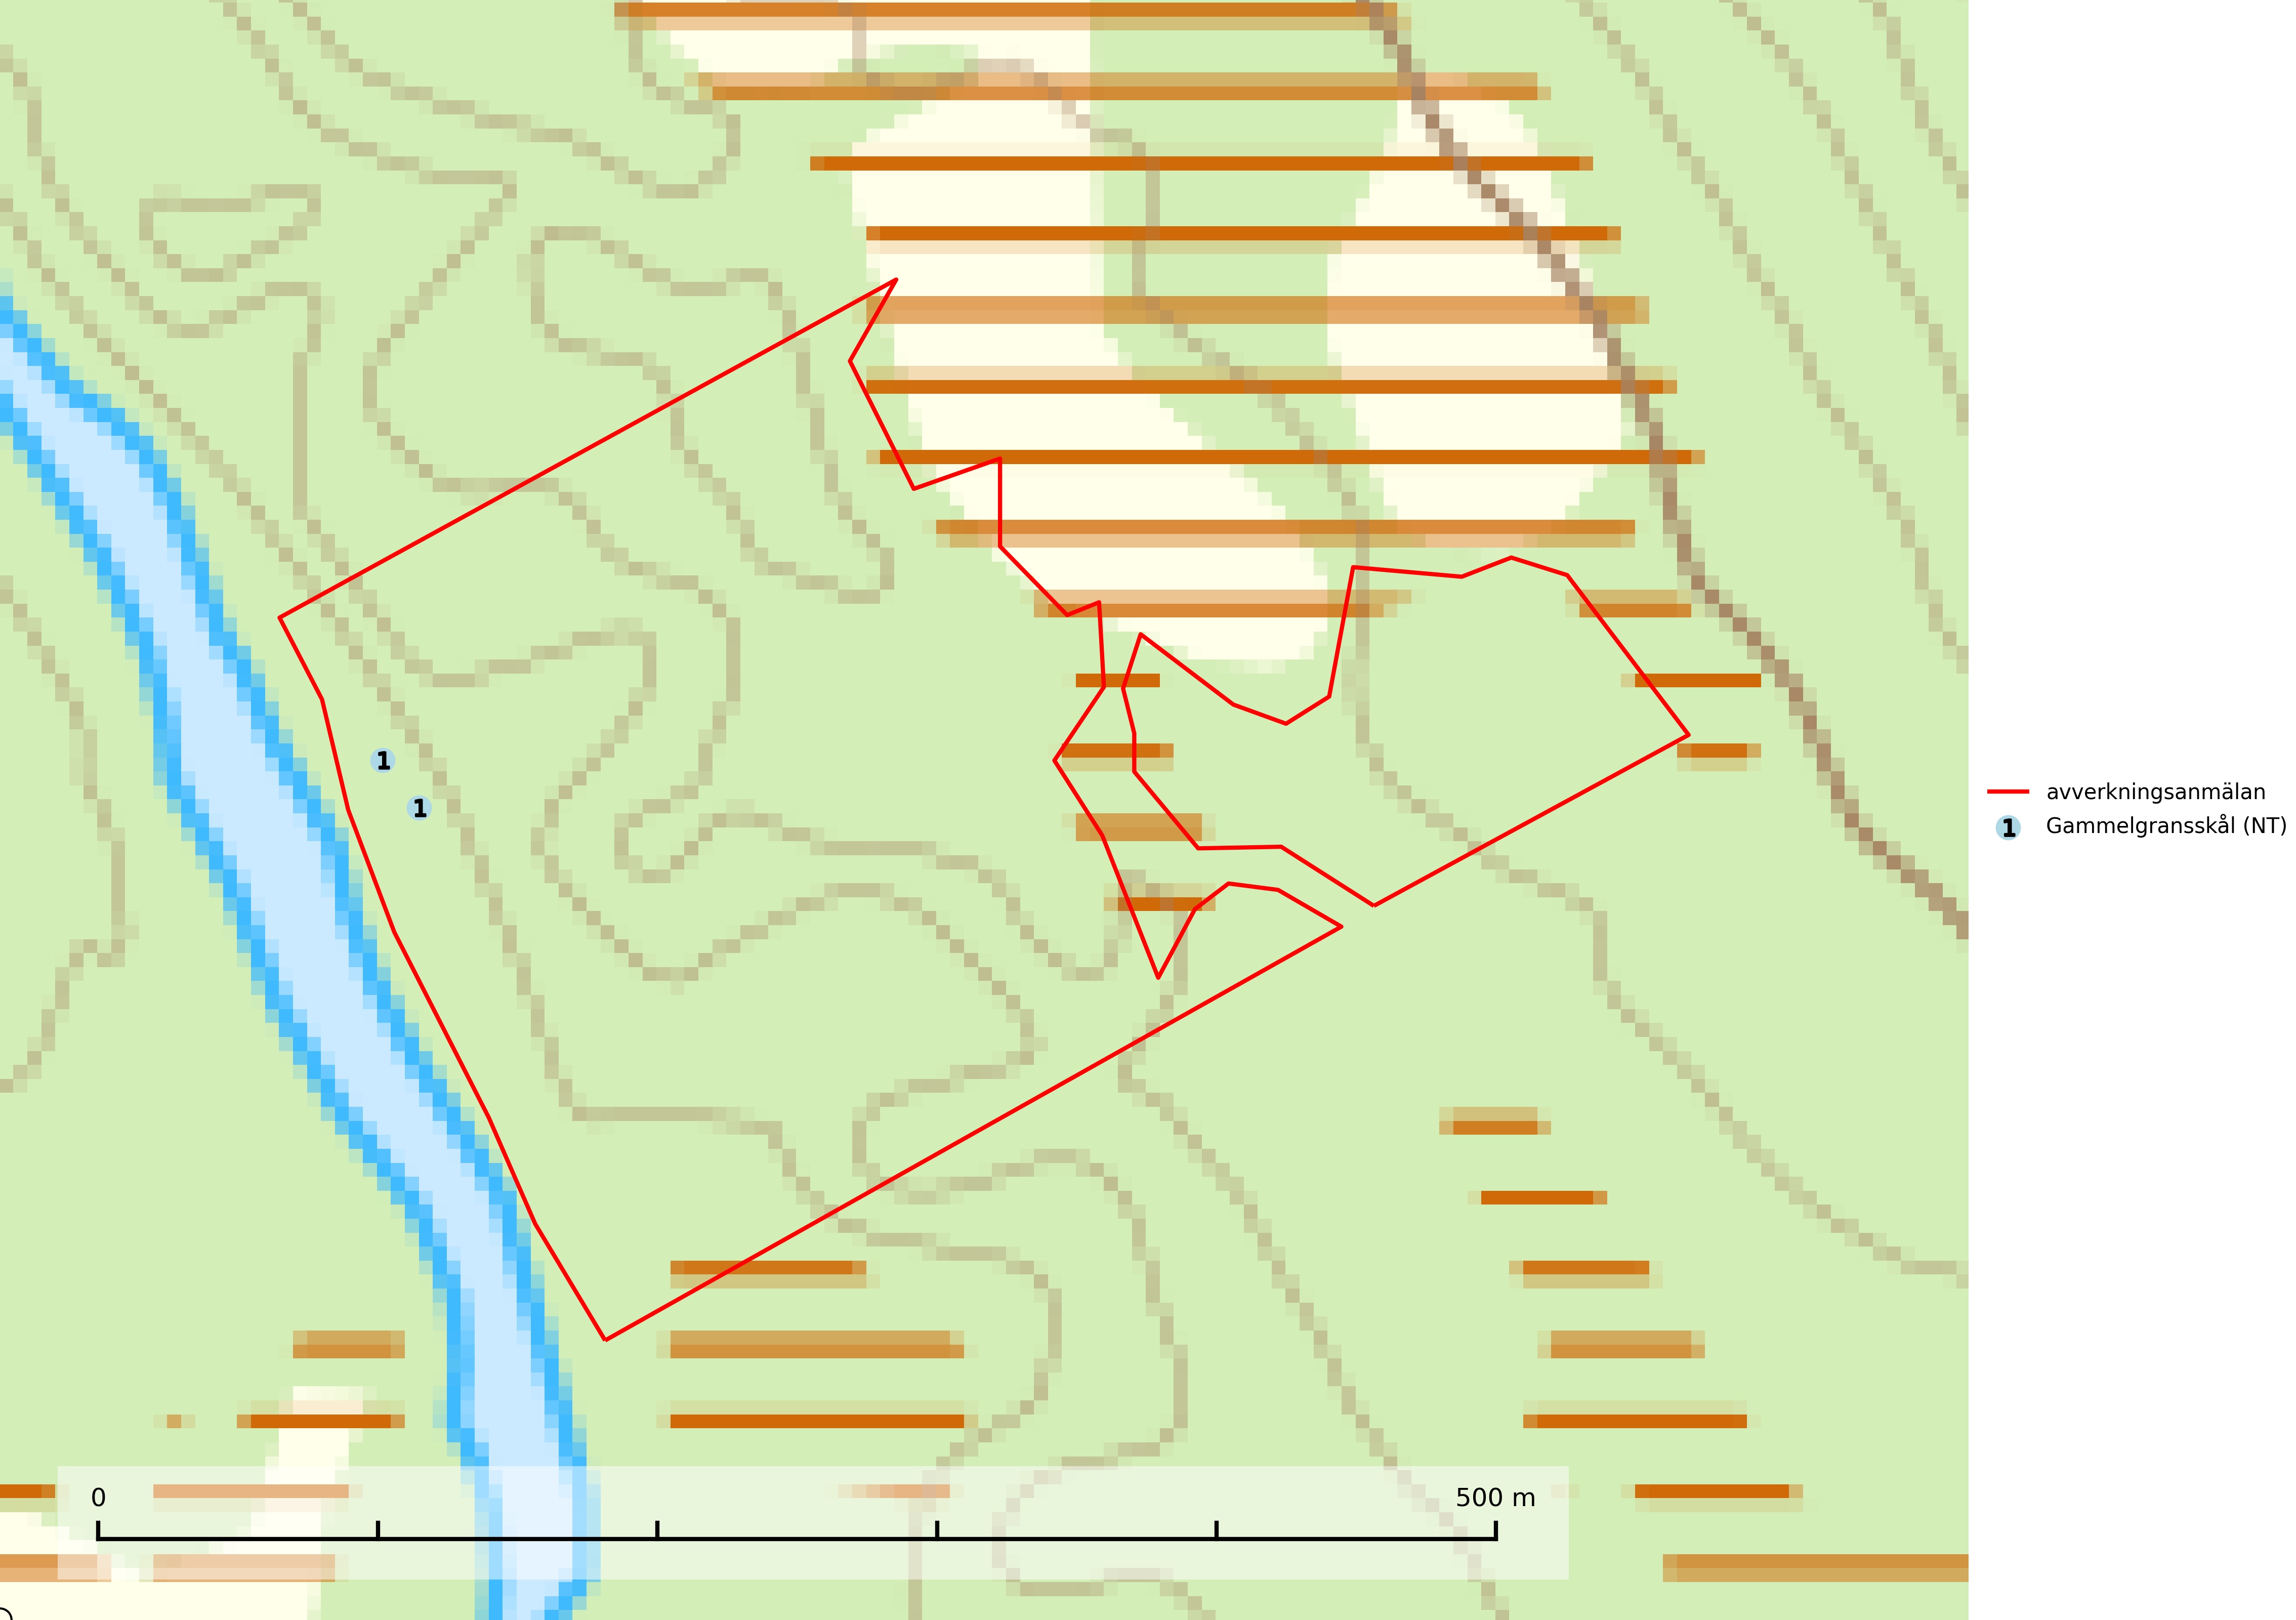 1
1
avverkningsanmälan
1 Gammelgransskål (NT)
0 500 m